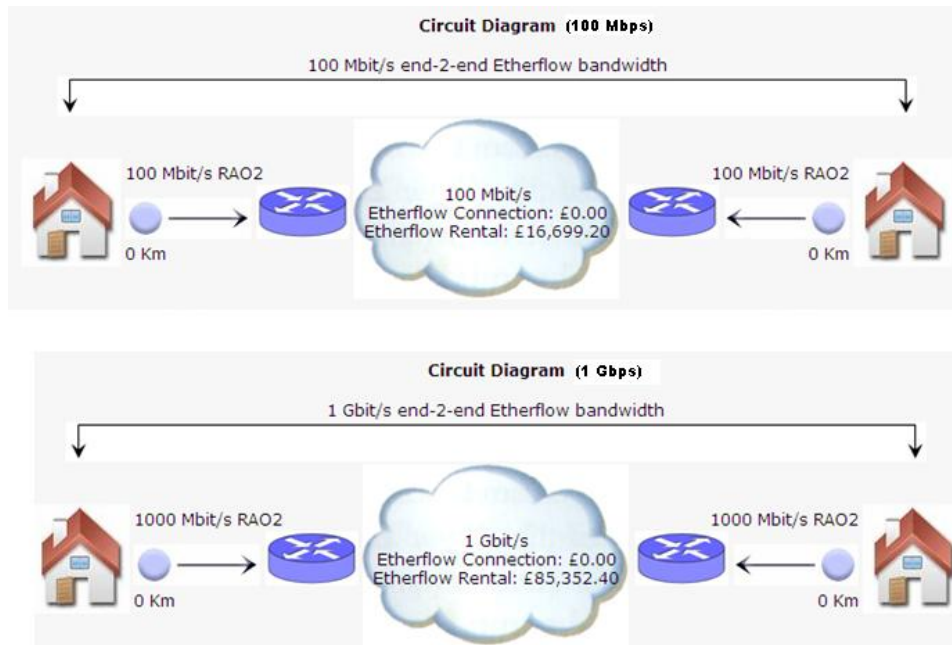 Circuit Diagram (100 Mbps)
100 Mbit/s end-2-end Etherflow bandwidth
100 Mbit/s RAO2
100 Mbit/s RAO2
100 Mbit/s
Etherflow Connection: £0.00
Etherflow Rental: £16,699.20
0 Km
0 Km
Circuit Diagram (1 Gbps)
1 Gbit/s end-2-end Etherflow bandwidth
1000 Mbit/s RAO2
1000 Mbit/s RAO2
1 Gbit/s
Etherflow Connection: £0.00
Etherflow Rental: £85,352.40
0 Km
0 Km